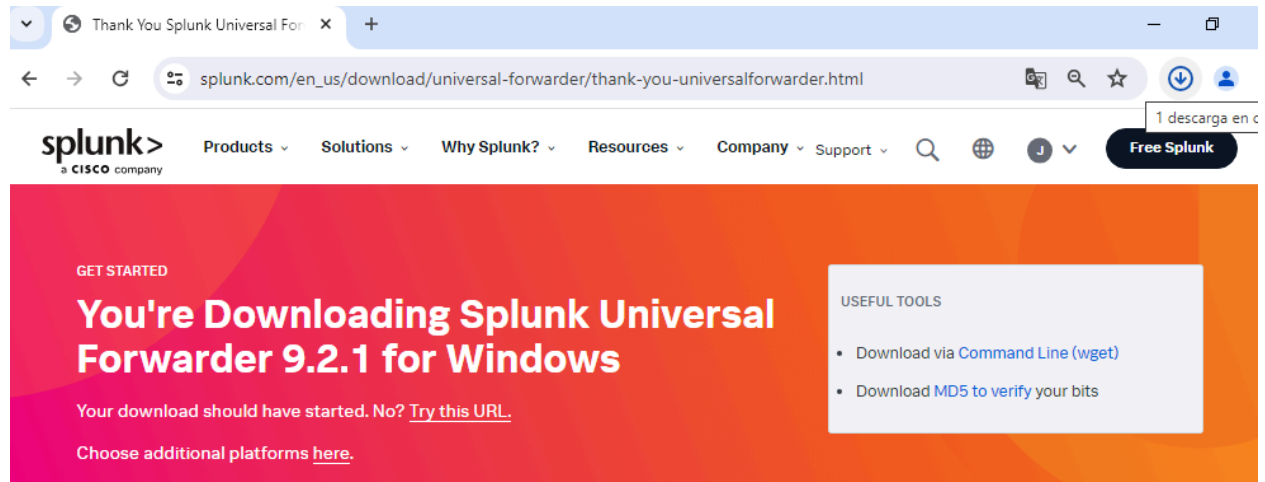 Thank You Splunk Universal For
splunk.com/en_us/download/universal-forwarder/thank-you-universalforwarder.html
1 descarga en c
splunk>
a CISCO company
Products
Solutions
Why Splunk?
Resources
Company
Support
J
Free Splunk
GET STARTED
You're Downloading Splunk Universal
Forwarder 9.2.1 for Windows
Your download should have started. No? Try this URL.
Choose additional platforms here.
USEFUL TOOLS
Download via Command Line (wget)
Download MD5 to verify your bits